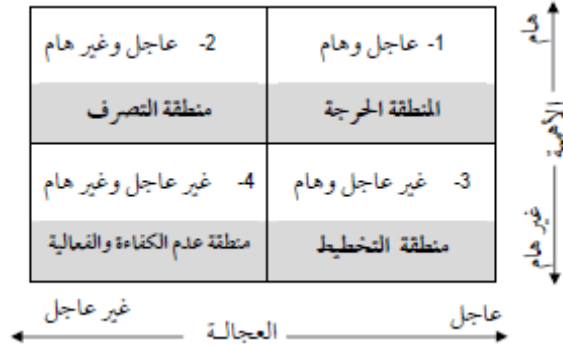 1- عاجل وهام
المنطقة الحرجة
2- عاجل وغير هام
منطقة التصرف
3- غير عاجل وهام
منطقة التخطيط
4- غير عاجل وغير هام
منطقة عدم الكفاءة والفعالية
هام
الأهمية
غير هام
عاجل
العجالـة
غير عاجل